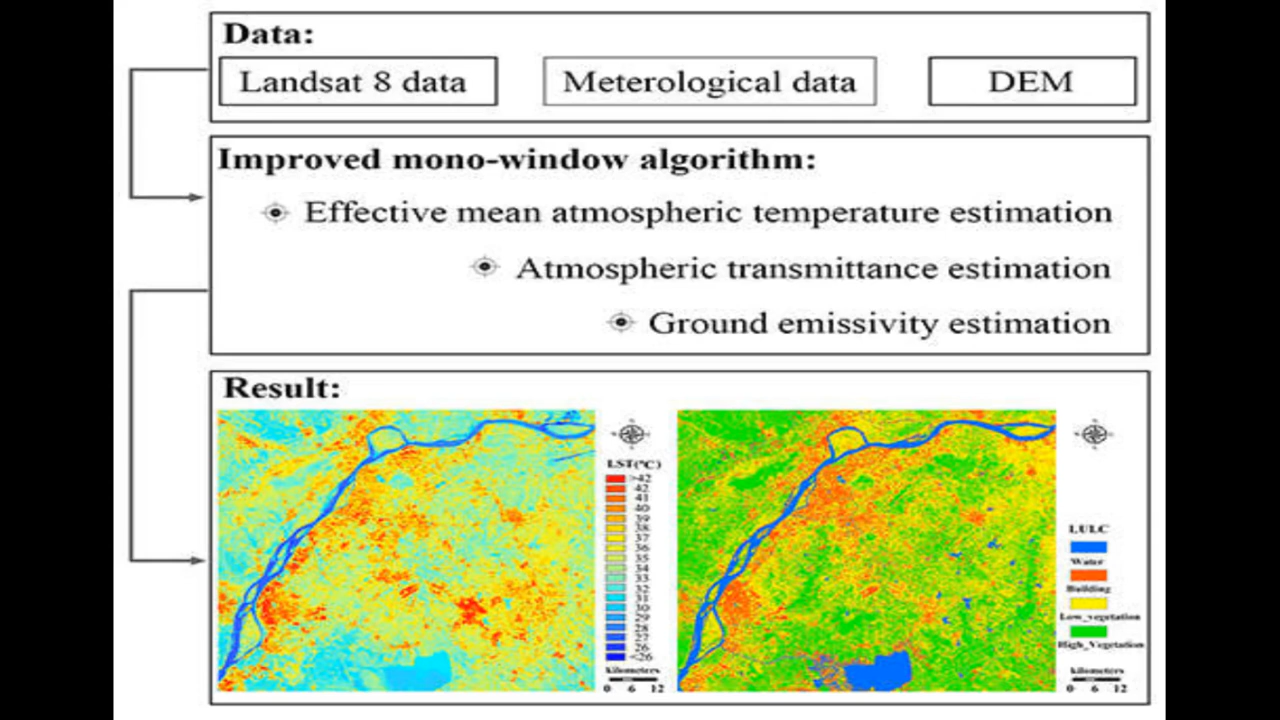 Data:
Landsat 8 data
Meterological data
DEM
Improved mono-window algorithm:
Effective mean atmospheric temperature estimation
Atmospheric transmittance estimation
Ground emissivity estimation
Result:
LST(°C)
>42
42
41
40
39
38
37
36
35
34
33
32
31
30
29
28
27
26
<26
kilometers
0 6 12
LULC
Water
Building
Low_vegetation
High_Vegetation
kilometers
0 6 12